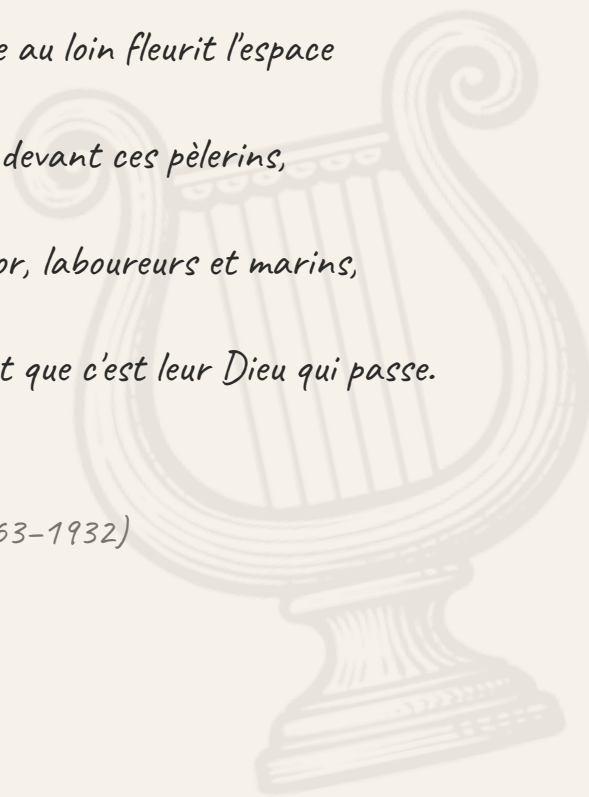 e au loin fleurit l'espace
devant ces pèlerins,
or, laboureurs et marins,
t que c'est leur Dieu qui passe.
63–1932)